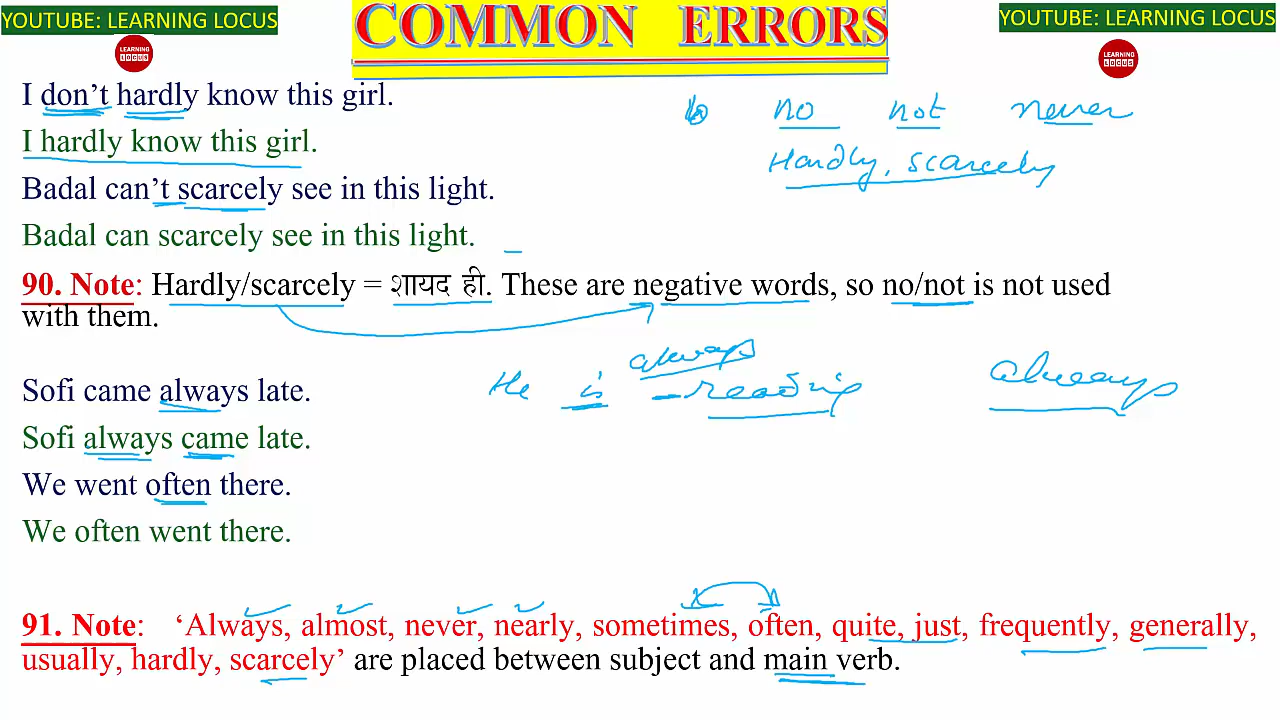 YOUTUBE: LEARNING LOCUS
COMMON ERRORS
YOUTUBE: LEARNING LOCUS
LEARNING
LOCUS
LEARNING
LOCUS
I don't hardly know this girl.
no not never
I hardly know this girl.
Hardly, scarcely
Badal can't scarcely see in this light.
Badal can scarcely see in this light.
90. Note: Hardly/scarcely = शायद ही. These are negative words, so no/not is not used
with them.
always
Sofi came always late.
He is reading
always
Sofi always came late.
We went often there.
We often went there.
91. Note: 'Always, almost, never, nearly, sometimes, often, quite, just, frequently, generally,
usually, hardly, scarcely' are placed between subject and main verb.